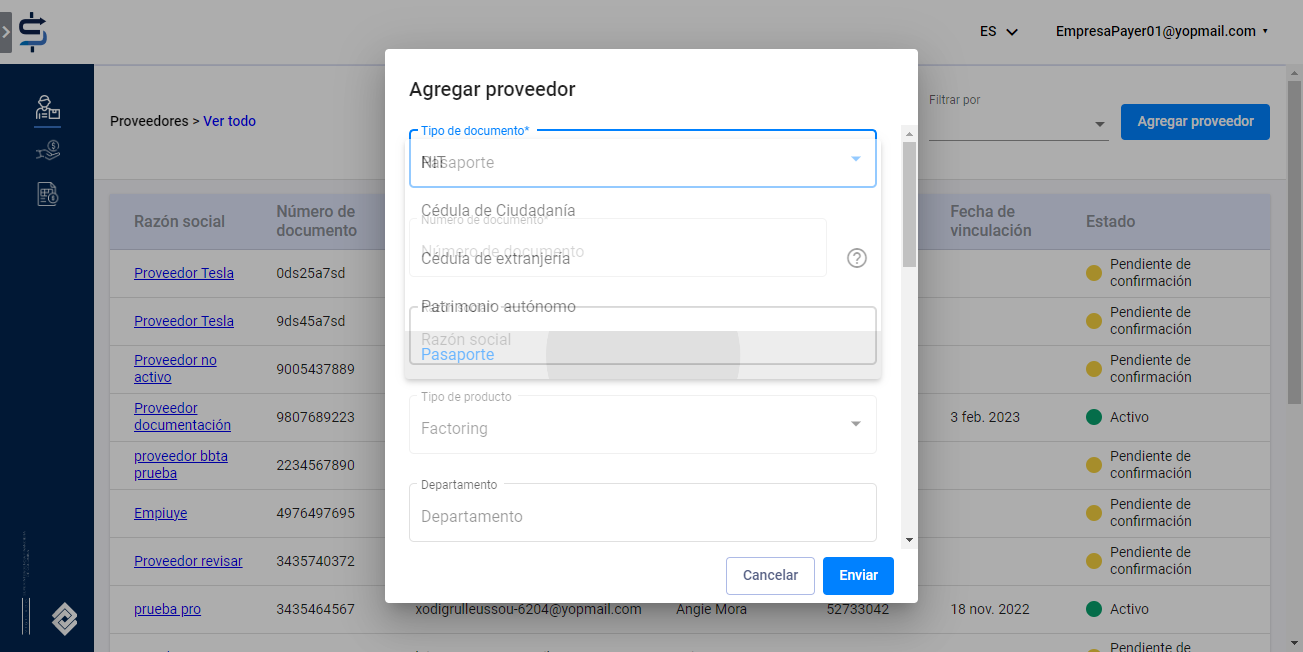 ES
EmpresaPayer01@yopmail.com
Proveedores > Ver todo
Filtrar por
Agregar proveedor
Razón social
Número de
documento
Fecha de
vinculación
Estado
Proveedor Tesla
0ds25a7sd
Pendiente de
confirmación
Proveedor Tesla
9ds45a7sd
Pendiente de
confirmación
Proveedor no
activo
9005437889
Pendiente de
confirmación
Proveedor
documentación
9807689223
3 feb. 2023
Activo
proveedor bbta
prueba
2234567890
Pendiente de
confirmación
Empiuye
4976497695
Pendiente de
confirmación
Proveedor revisar
3435740372
Pendiente de
confirmación
prueba pro
3435464567
xodigrulleussou-6204@yopmail.com
Angie Mora
52733042
18 nov. 2022
Activo
Pendiente de
Agregar proveedor
Tipo de documento*
NIT
Pasaporte
Cédula de Ciudadanía
Número de documento*
Número de documento
Cédula de extranjería
Patrimonio autónomo
Razón social
Pasaporte
Tipo de producto
Factoring
Departamento
Departamento
Cancelar
Enviar